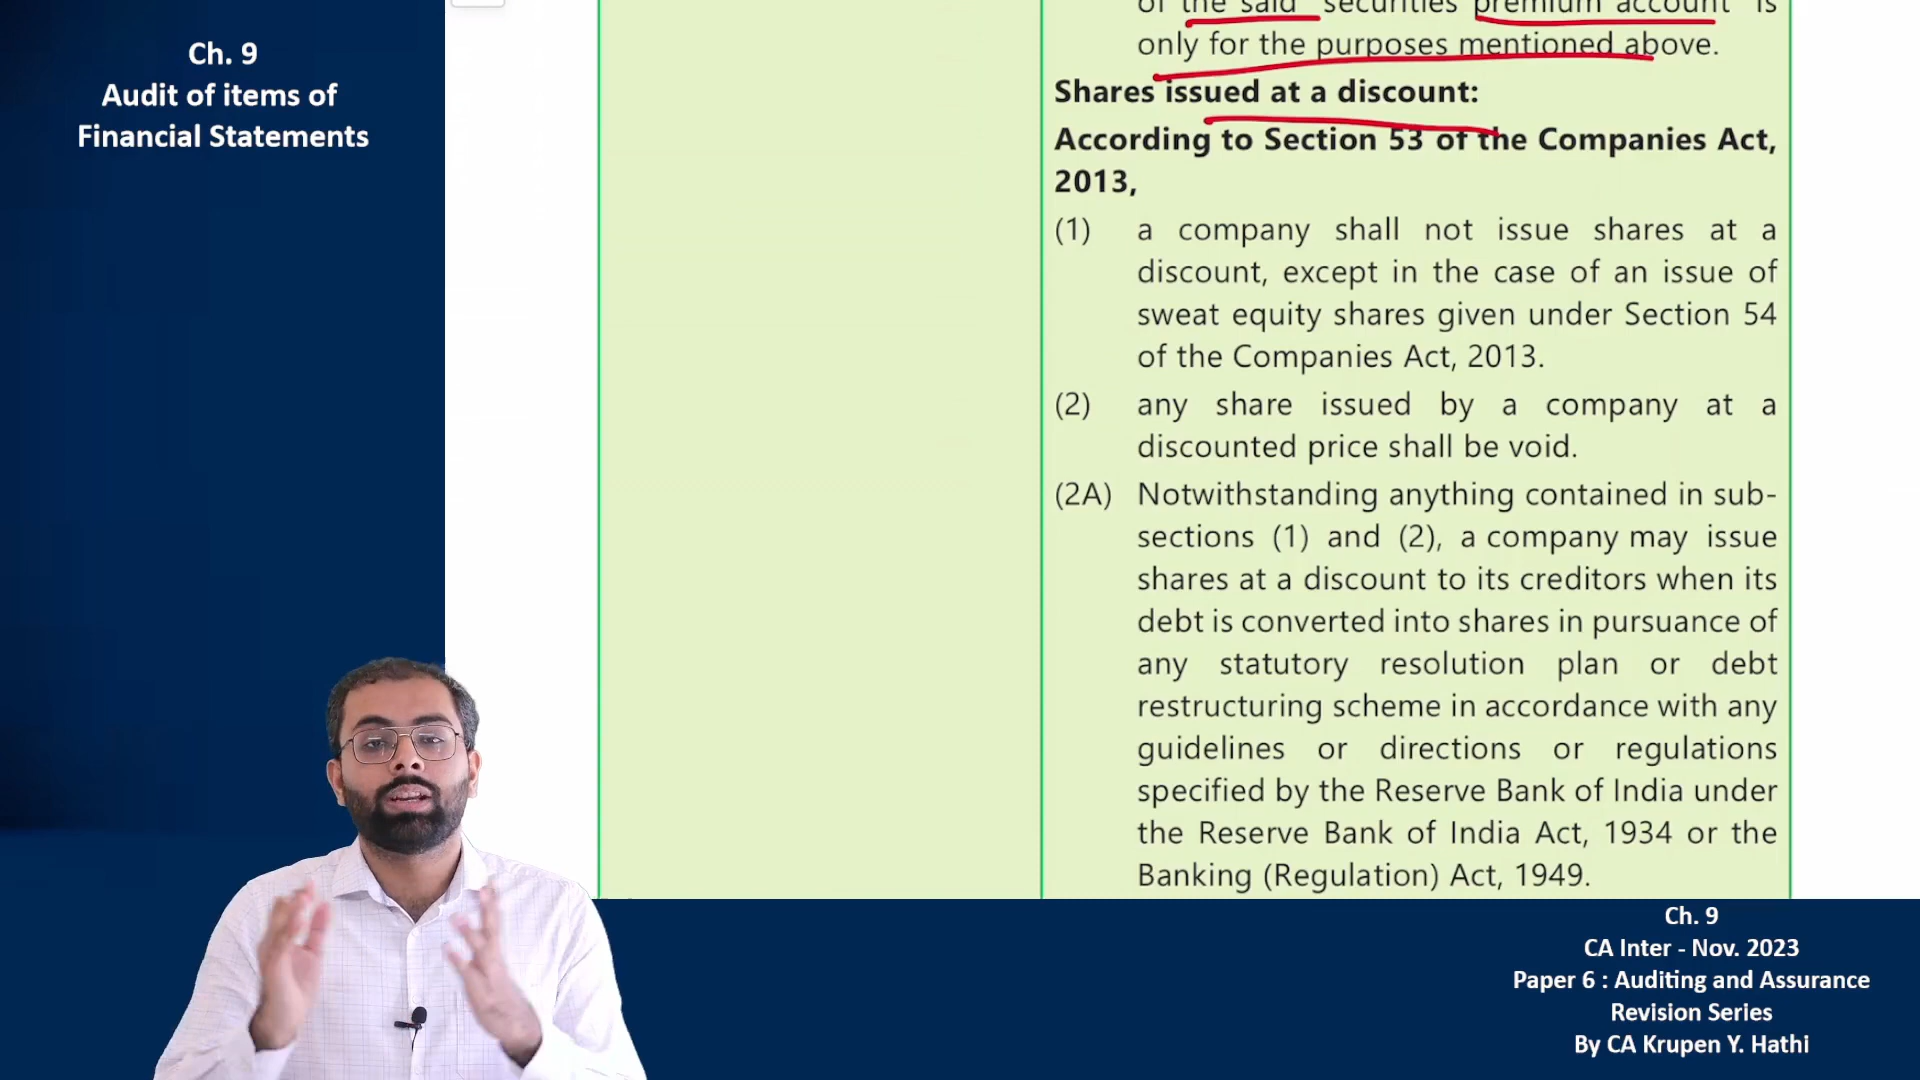 Ch. 9
Audit of items of
Financial Statements
of the said securities premium account is
only for the purposes mentioned above.
Shares issued at a discount:
According to Section 53 of the Companies Act,
2013,
(1) a company shall not issue shares at a
discount, except in the case of an issue of
sweat equity shares given under Section 54
of the Companies Act, 2013.
(2) any share issued by a company at a
discounted price shall be void.
(2A) Notwithstanding anything contained in sub-
sections (1) and (2), a company may issue
shares at a discount to its creditors when its
debt is converted into shares in pursuance of
any statutory resolution plan or debt
restructuring scheme in accordance with any
guidelines or directions or regulations
specified by the Reserve Bank of India under
the Reserve Bank of India Act, 1934 or the
Banking (Regulation) Act, 1949.
Ch. 9
CA Inter - Nov. 2023
Paper 6 : Auditing and Assurance
Revision Series
By CA Krupen Y. Hathi